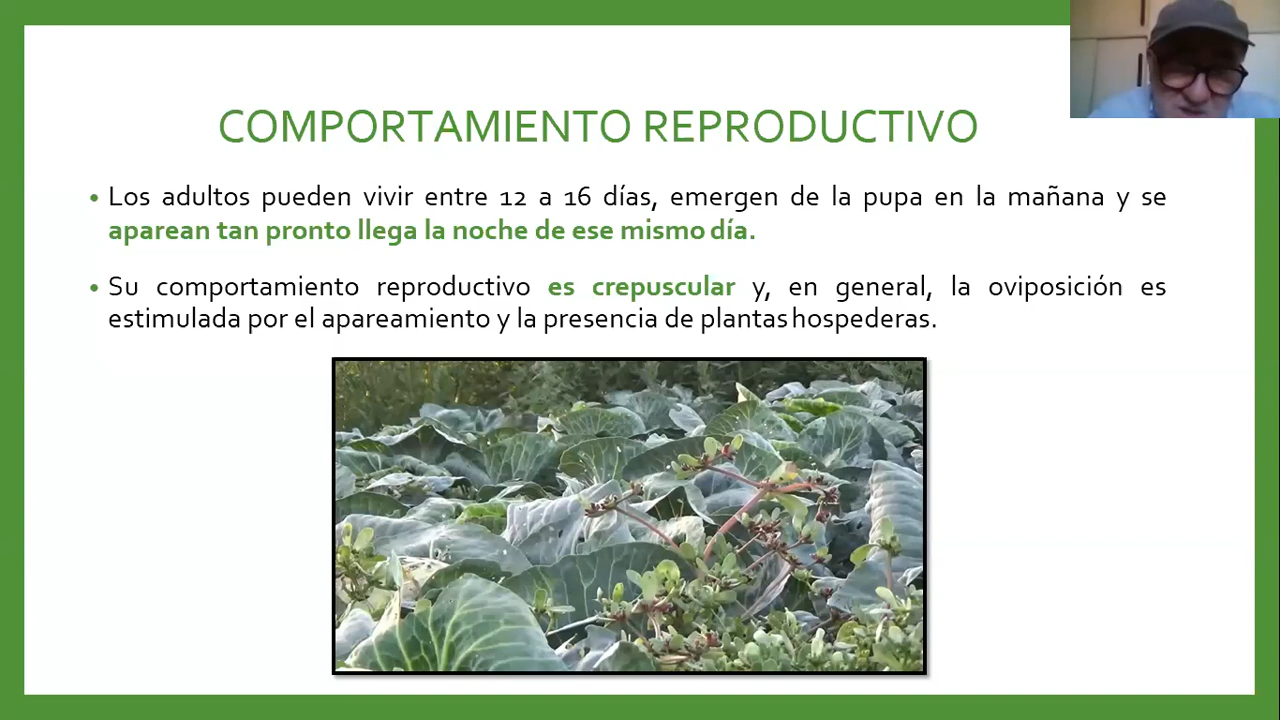 COMPORTAMIENTO REPRODUCTIVO
• Los adultos pueden vivir entre 12 a 16 días, emergen de la pupa en la mañana y se
aparean tan pronto llega la noche de ese mismo día.
• Su comportamiento reproductivo es crepuscular y, en general, la oviposición es
estimulada por el apareamiento y la presencia de plantas hospederas.